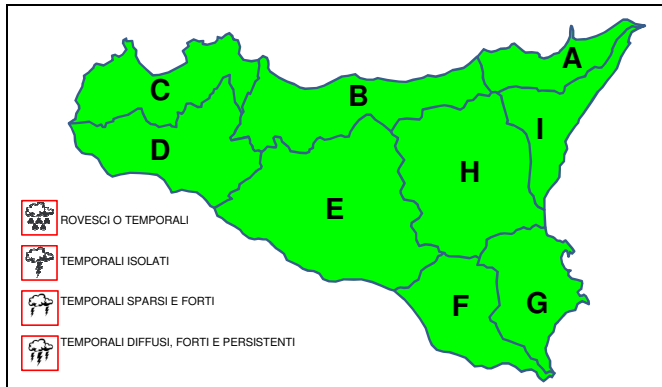 A
C
B
I
D
H
E
ROVESCI O TEMPORALI
TEMPORALI ISOLATI
TEMPORALI SPARSI E FORTI
F
G
TEMPORALI DIFFUSI, FORTI E PERSISTENTI